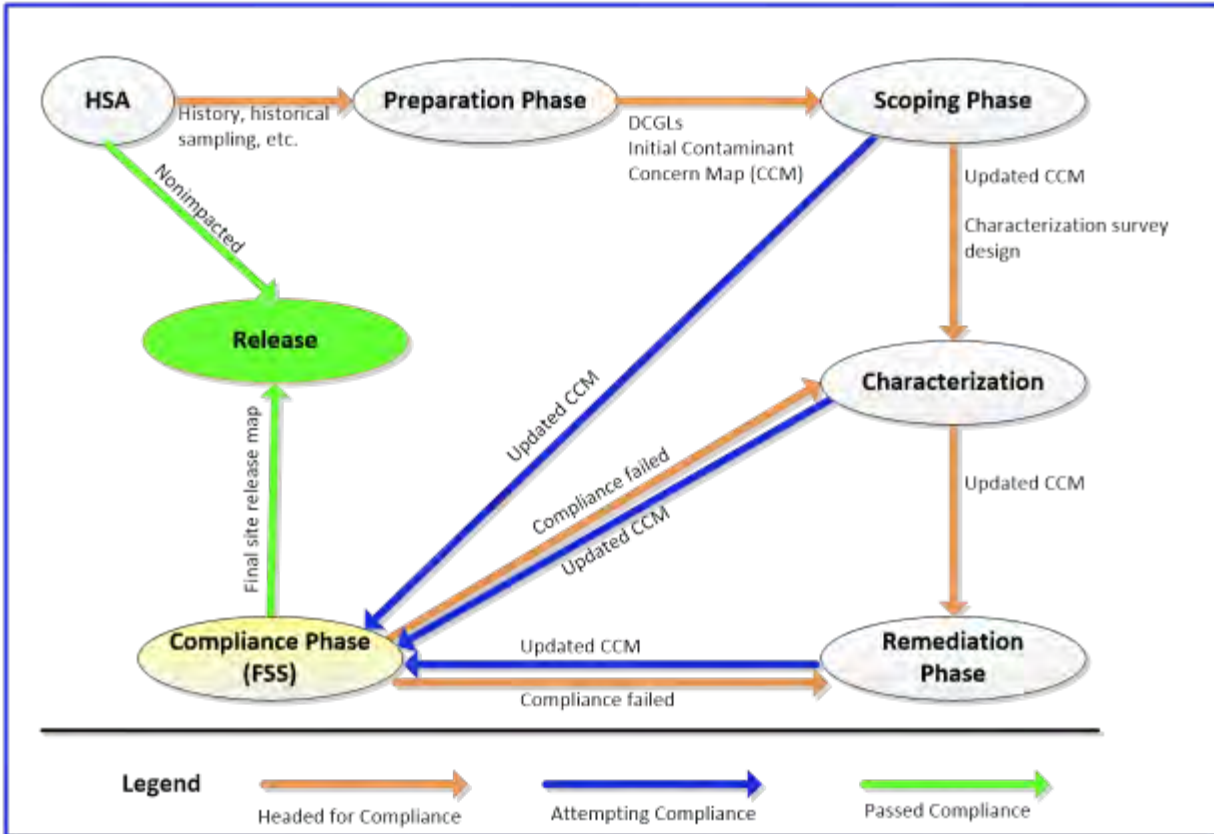 HSA
Preparation Phase
Scoping Phase
History, historical
sampling, etc.
DCGLs
Initial Contaminant
Concern Map (CCM)
Nonimpacted
Updated CCM
Characterization survey
design
Release
Updated CCM
Characterization
Final site release map
Compliance failed
Updated CCM
Updated CCM
Compliance Phase
(FSS)
Updated CCM
Compliance failed
Remediation
Phase
Legend
Headed for Compliance
Attempting Compliance
Passed Compliance